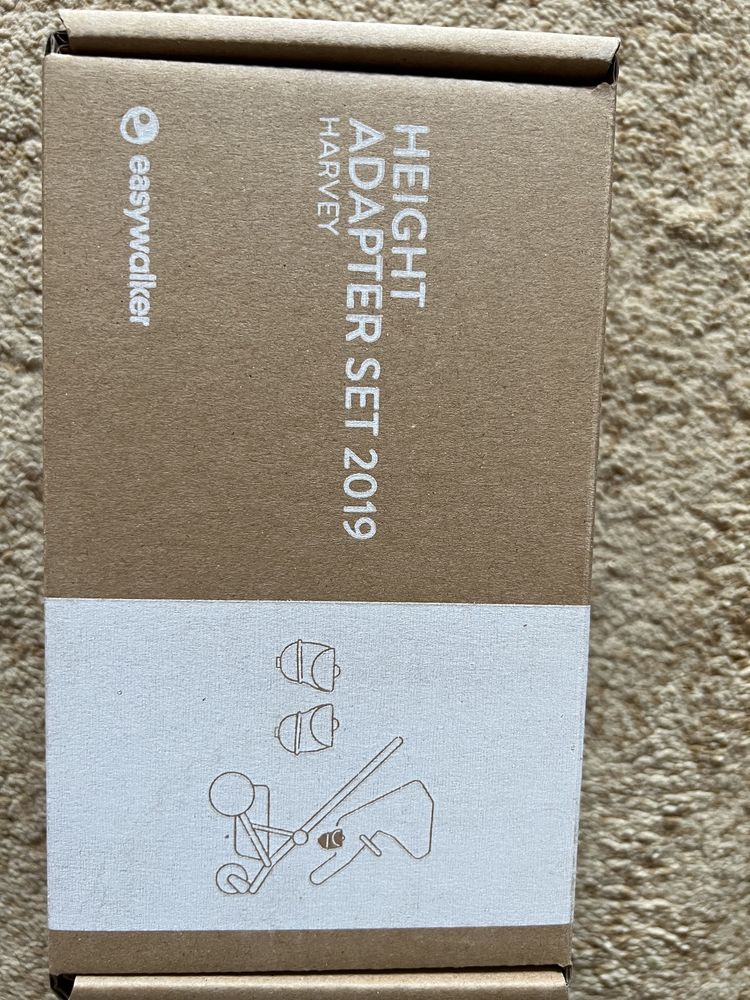 HEIGHT
ADAPTER SET 2019
HARVEY
easywalker